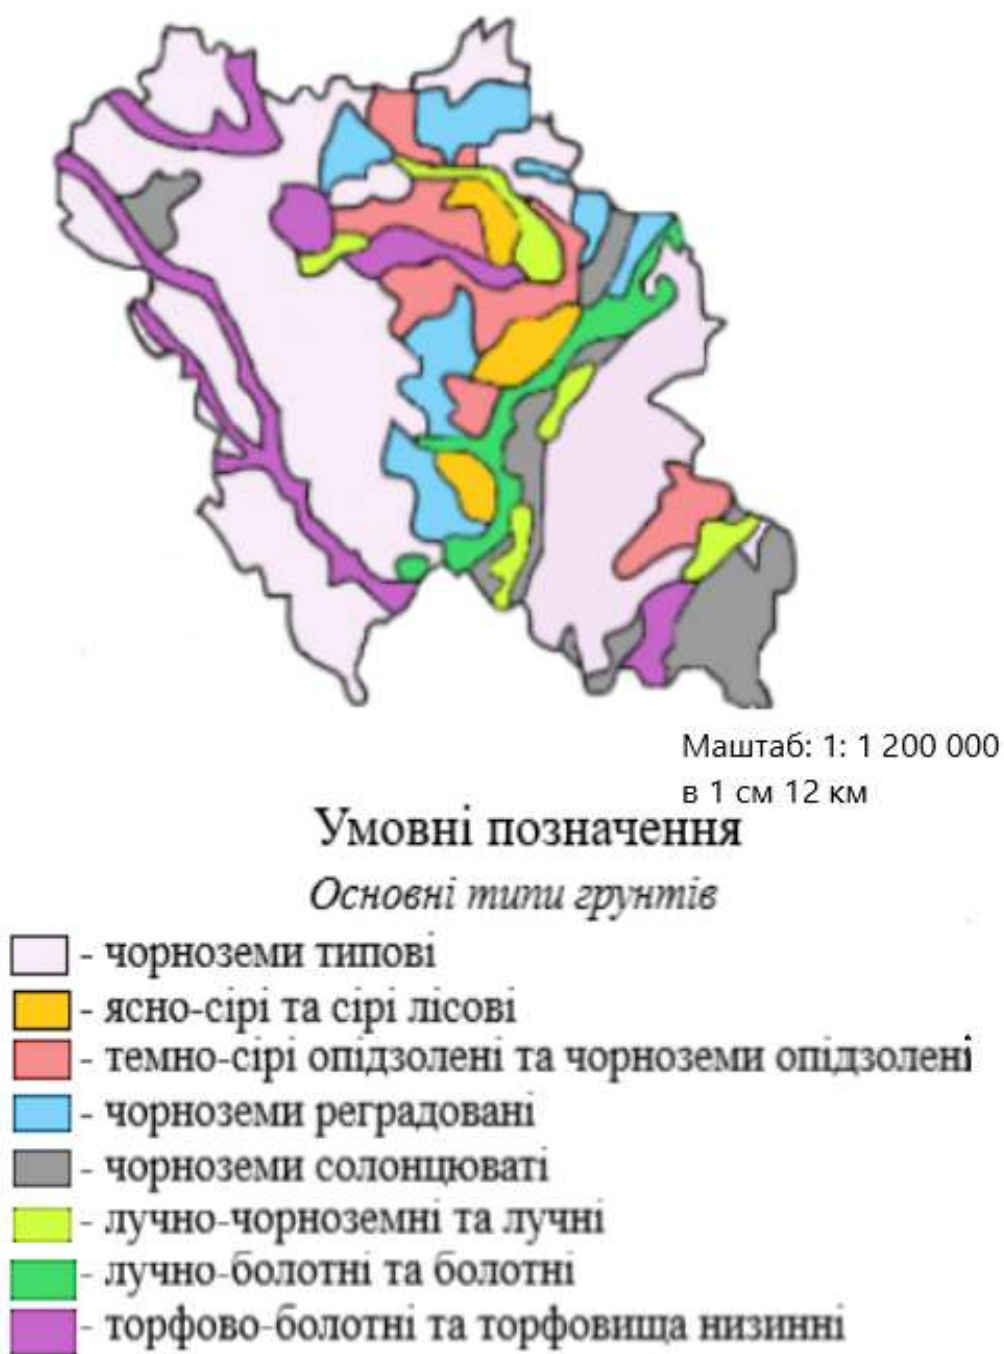 Маштаб: 1: 1 200 000
в 1 см 12 км
Умовні позначення
Основні типи грунтів
- чорноземи типові
- ясно-сірі та сірі лісові
- темно-сірі опідзолені та чорноземи опідзолені
- чорноземи реградовані
- чорноземи солонцюваті
- лучно-чорноземні та лучні
- лучно-болотні та болотні
- торфово-болотні та торфовища низинні